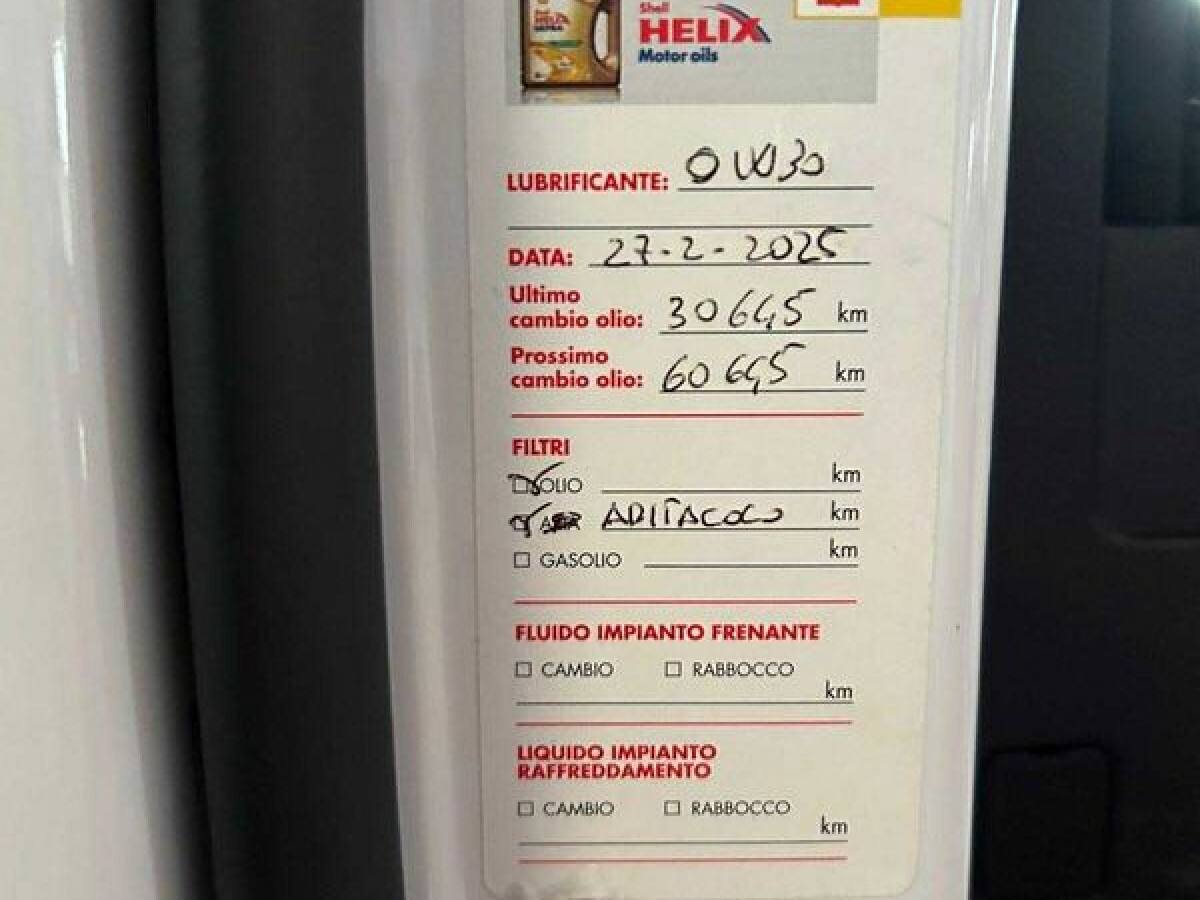 Shell
HELIX
Motor oils
LUBRIFICANTE: 0W30
DATA: 27-2-2025
Ultimo
cambio olio: 30645 km
Prossimo
cambio olio: 60645 km
FILTRI
OLIO km
ABITACOLO km
GASOLIO km
FLUIDO IMPIANTO FRENANTE
CAMBIO RABBOCCO
km
LIQUIDO IMPIANTO
RAFFREDDAMENTO
CAMBIO RABBOCCO
km